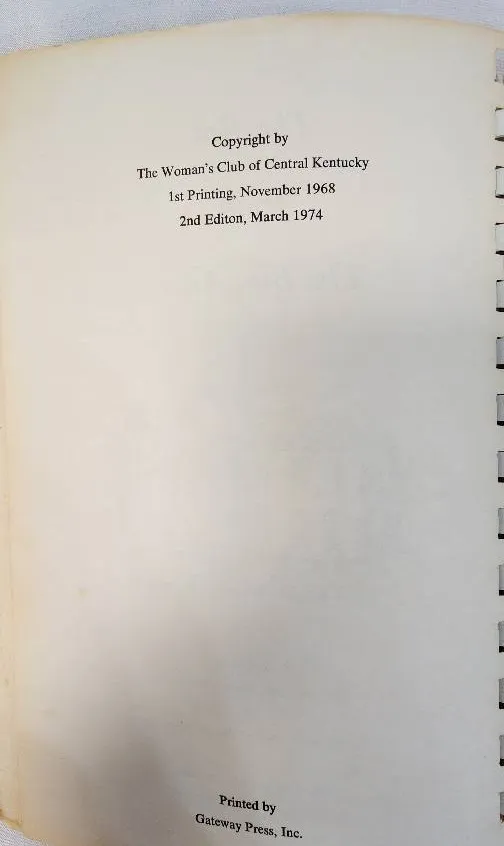 Copyright by
The Woman's Club of Central Kentucky
1st Printing, November 1968
2nd Editon, March 1974
Printed by
Gateway Press, Inc.